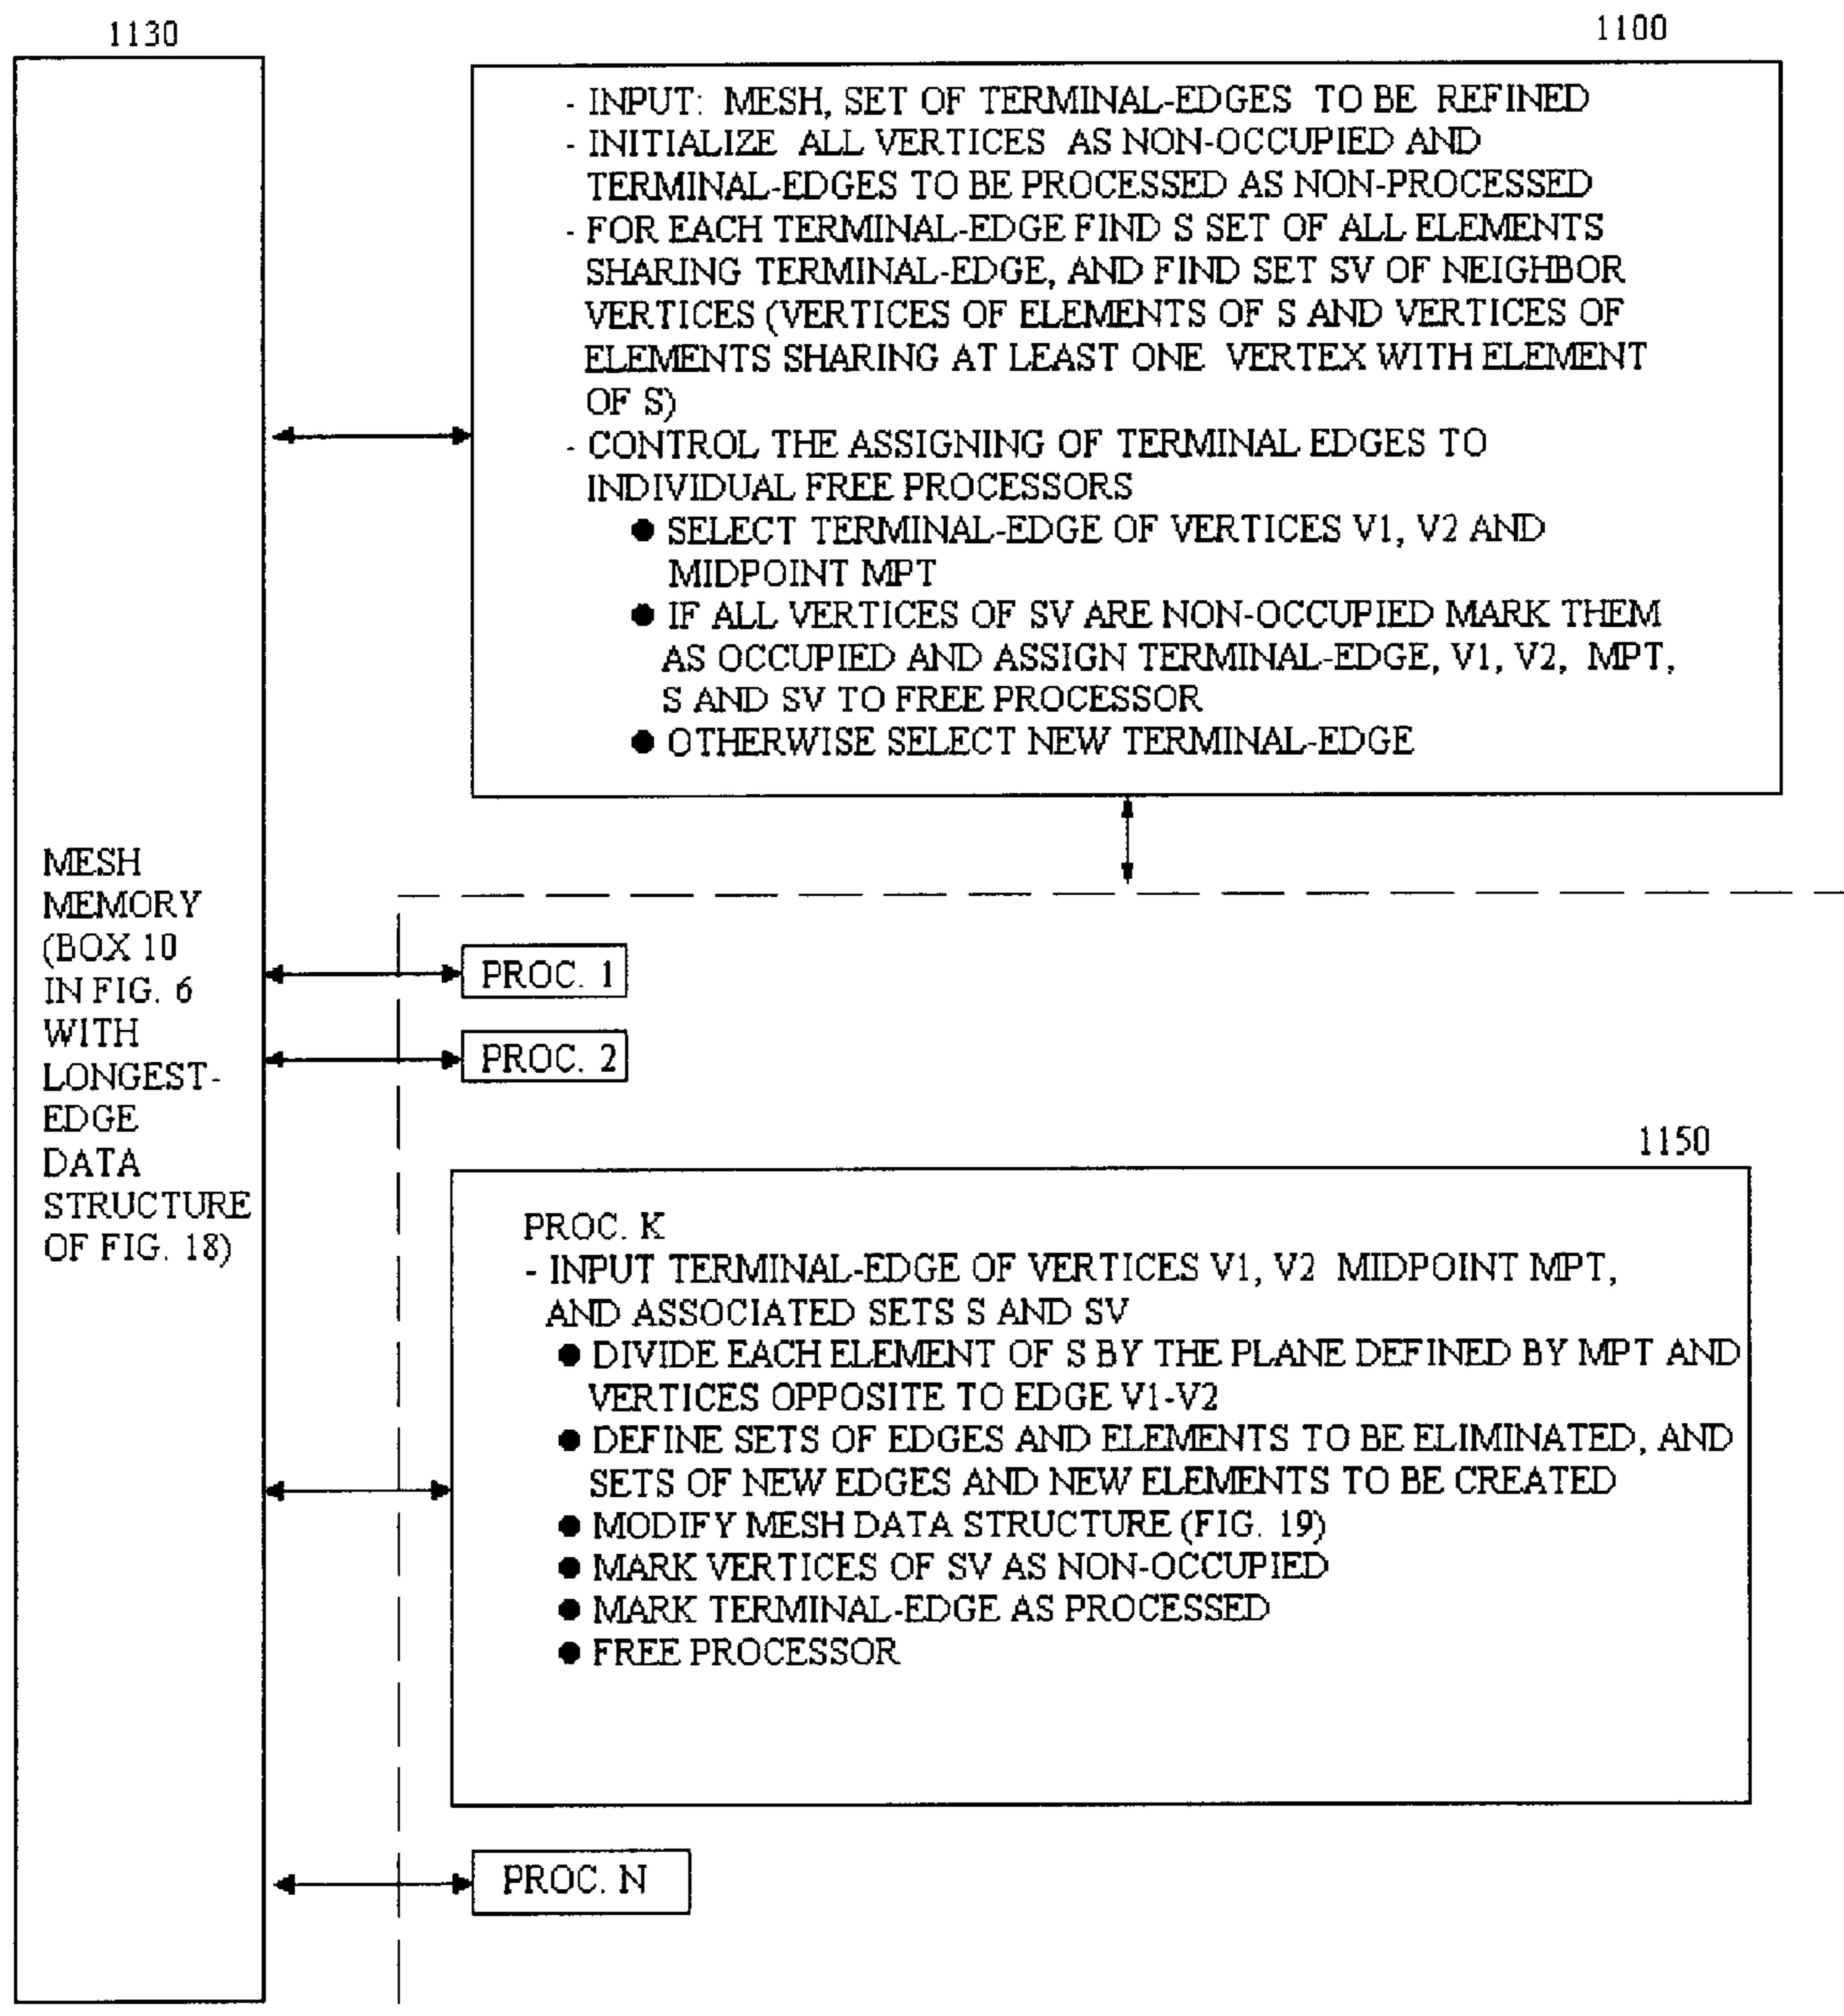 1130
1100
- INPUT: MESH, SET OF TERMINAL-EDGES TO BE REFINED
- INITIALIZE ALL VERTICES AS NON-OCCUPIED AND
TERMINAL-EDGES TO BE PROCESSED AS NON-PROCESSED
- FOR EACH TERMINAL-EDGE FIND S SET OF ALL ELEMENTS
SHARING TERMINAL-EDGE, AND FIND SET SV OF NEIGHBOR
VERTICES (VERTICES OF ELEMENTS OF S AND VERTICES OF
ELEMENTS SHARING AT LEAST ONE VERTEX WITH ELEMENT
OF S)
- CONTROL THE ASSIGNING OF TERMINAL EDGES TO
INDIVIDUAL FREE PROCESSORS
● SELECT TERMINAL-EDGE OF VERTICES V1, V2 AND
MIDPOINT MPT
● IF ALL VERTICES OF SV ARE NON-OCCUPIED MARK THEM
AS OCCUPIED AND ASSIGN TERMINAL-EDGE, V1, V2, MPT,
S AND SV TO FREE PROCESSOR
● OTHERWISE SELECT NEW TERMINAL-EDGE
MESH
MEMORY
(BOX 10
IN FIG. 6
WITH
LONGEST-
EDGE
DATA
STRUCTURE
OF FIG. 18)
PROC. 1
PROC. 2
1150
PROC. K
- INPUT TERMINAL-EDGE OF VERTICES V1, V2 MIDPOINT MPT,
AND ASSOCIATED SETS S AND SV
● DIVIDE EACH ELEMENT OF S BY THE PLANE DEFINED BY MPT AND
VERTICES OPPOSITE TO EDGE V1-V2
● DEFINE SETS OF EDGES AND ELEMENTS TO BE ELIMINATED, AND
SETS OF NEW EDGES AND NEW ELEMENTS TO BE CREATED
● MODIFY MESH DATA STRUCTURE (FIG. 19)
● MARK VERTICES OF SV AS NON-OCCUPIED
● MARK TERMINAL-EDGE AS PROCESSED
● FREE PROCESSOR
PROC. N